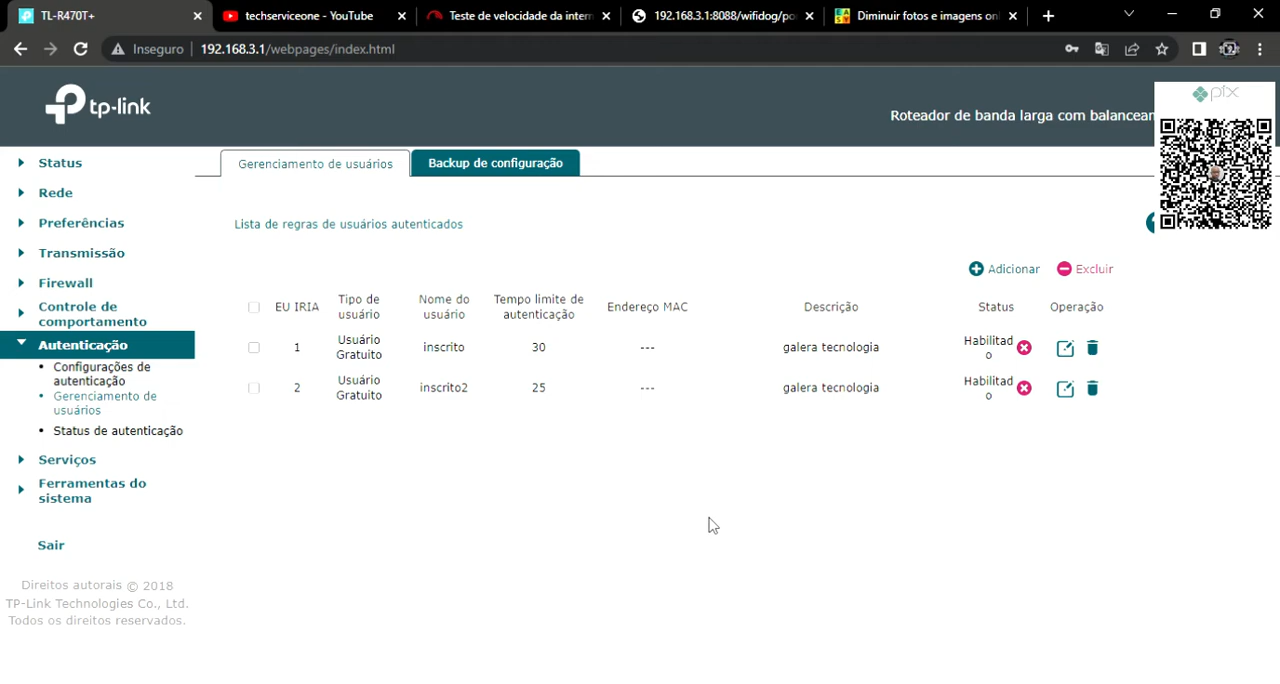 TL-R470T+
techserviceone - YouTube
Teste de velocidade da intern
192.168.3.1:8088/wifidog/po
Diminuir fotos e imagens onl
Inseguro
192.168.3.1/webpages/index.html
tp-link
Roteador de banda larga com balancean
pix
Status
Rede
Preferências
Transmissão
Firewall
Controle de
comportamento
Autenticação
Configurações de
autenticação
Gerenciamento de
usuários
Status de autenticação
Serviços
Ferramentas do
sistema
Sair
Direitos autorais © 2018
TP-Link Technologies Co., Ltd.
Todos os direitos reservados.
Gerenciamento de usuários
Backup de configuração
Lista de regras de usuários autenticados
Adicionar
Excluir
EU IRIA
Tipo de
usuário
Nome do
usuário
Tempo limite de
autenticação
Endereço MAC
Descrição
Status
Operação
1
Usuário
Gratuito
inscrito
30
---
galera tecnologia
Habilitad
o
2
Usuário
Gratuito
inscrito2
25
---
galera tecnologia
Habilitad
o